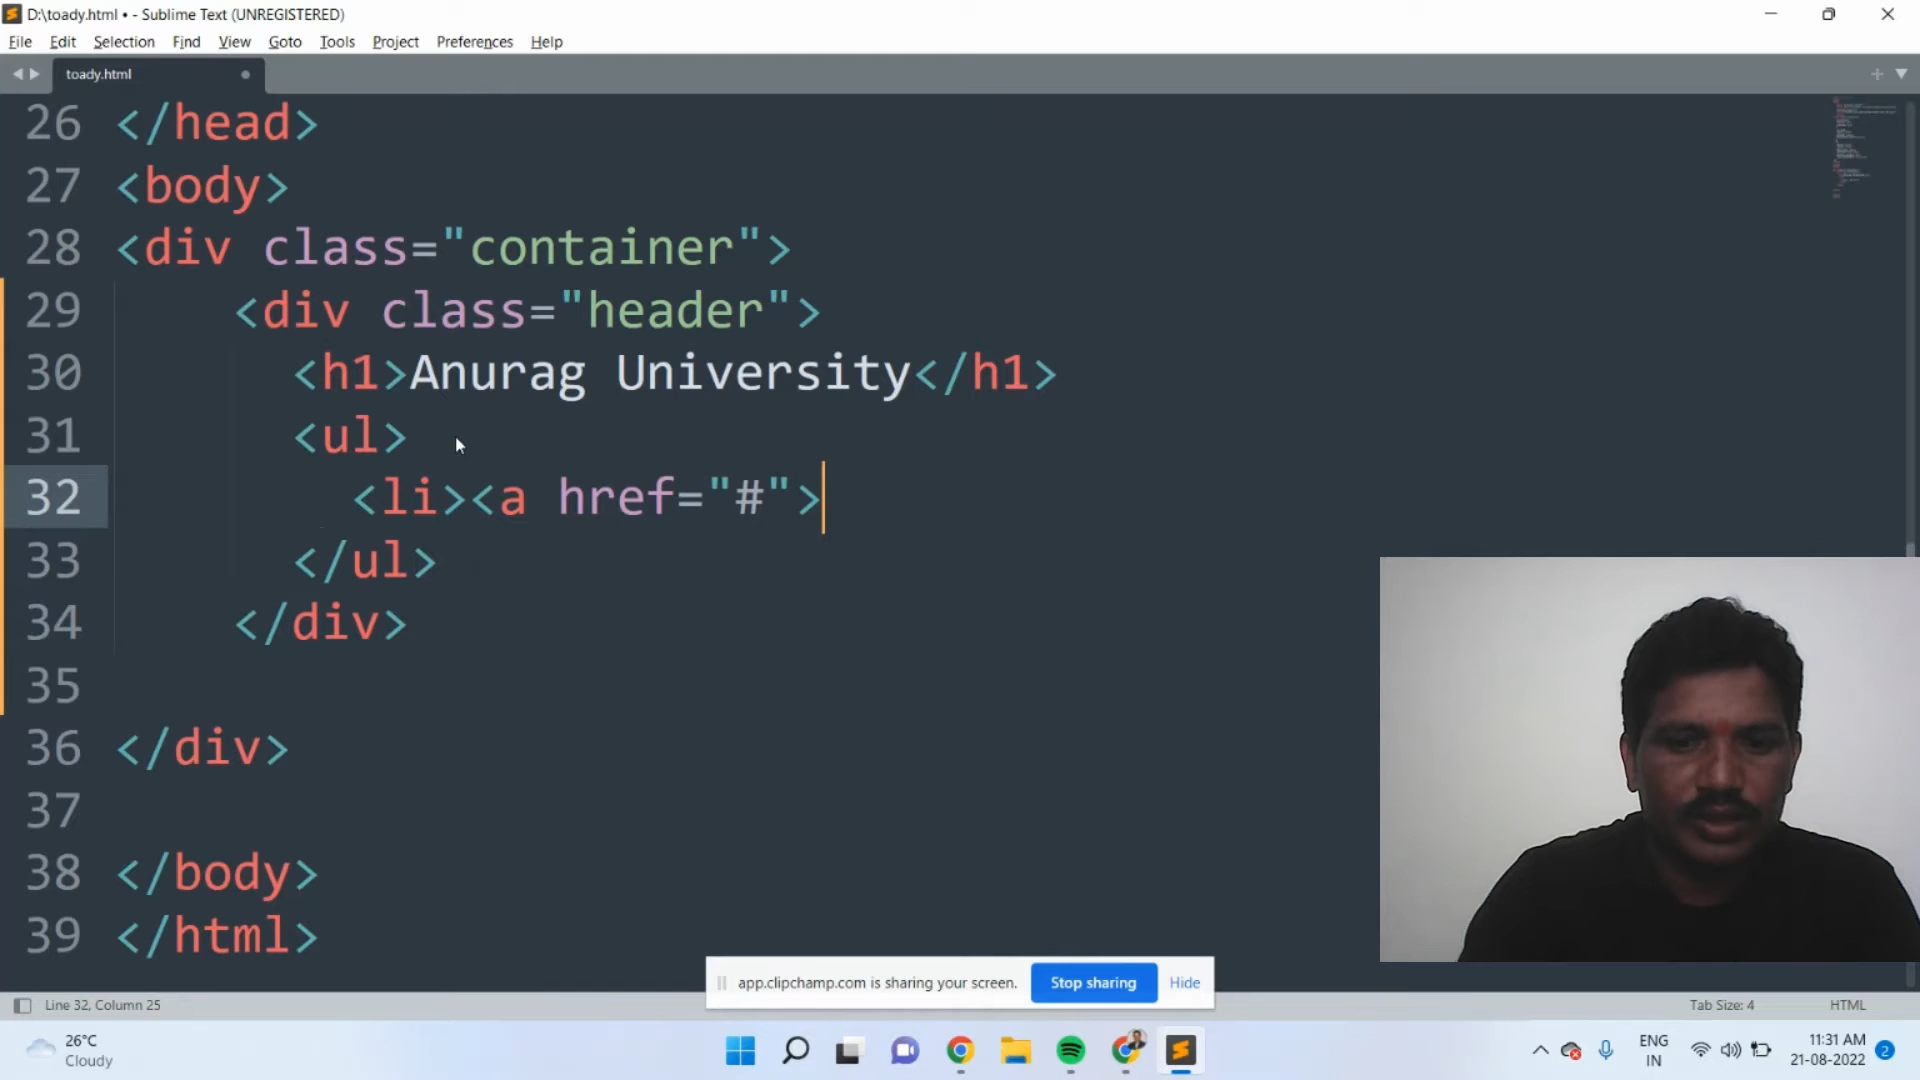 D:\toady.html • - Sublime Text (UNREGISTERED)
File Edit Selection Find View Goto Tools Project Preferences Help
toady.html
26 </head>
27 <body>
28 <div class="container">
29 <div class="header">
30 <h1>Anurag University</h1>
31 <ul>
32 <li><a href="#">
33 </ul>
34 </div>
35
36 </div>
37
38 </body>
39 </html>
app.clipchamp.com is sharing your screen. Stop sharing Hide
Line 32, Column 25 Tab Size: 4 HTML
26°C
Cloudy
ENG
IN
11:31 AM
21-08-2022
2